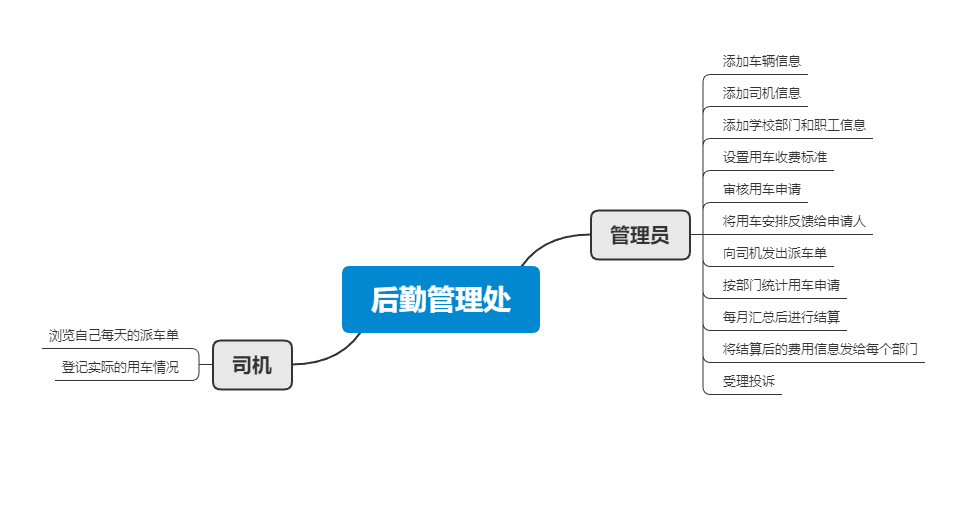 后勤管理处
管理员
添加车辆信息
添加司机信息
添加学校部门和职工信息
设置用车收费标准
审核用车申请
将用车安排反馈给申请人
向司机发出派车单
按部门统计用车申请
每月汇总后进行结算
将结算后的费用信息发给每个部门
受理投诉
司机
浏览自己每天的派车单
登记实际的用车情况